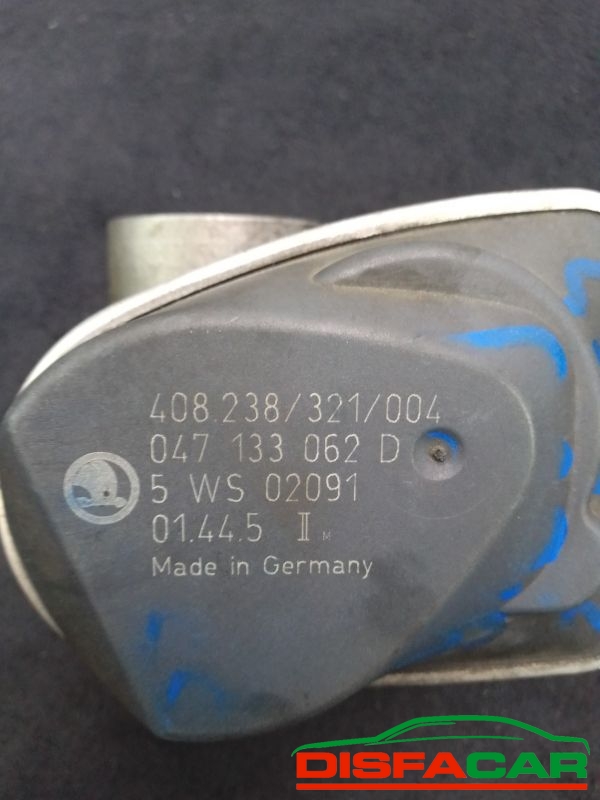 408.238/321/004
047 133 062 D
5 WS 02091
01.44.5 II M
Made in Germany
DISFACAR